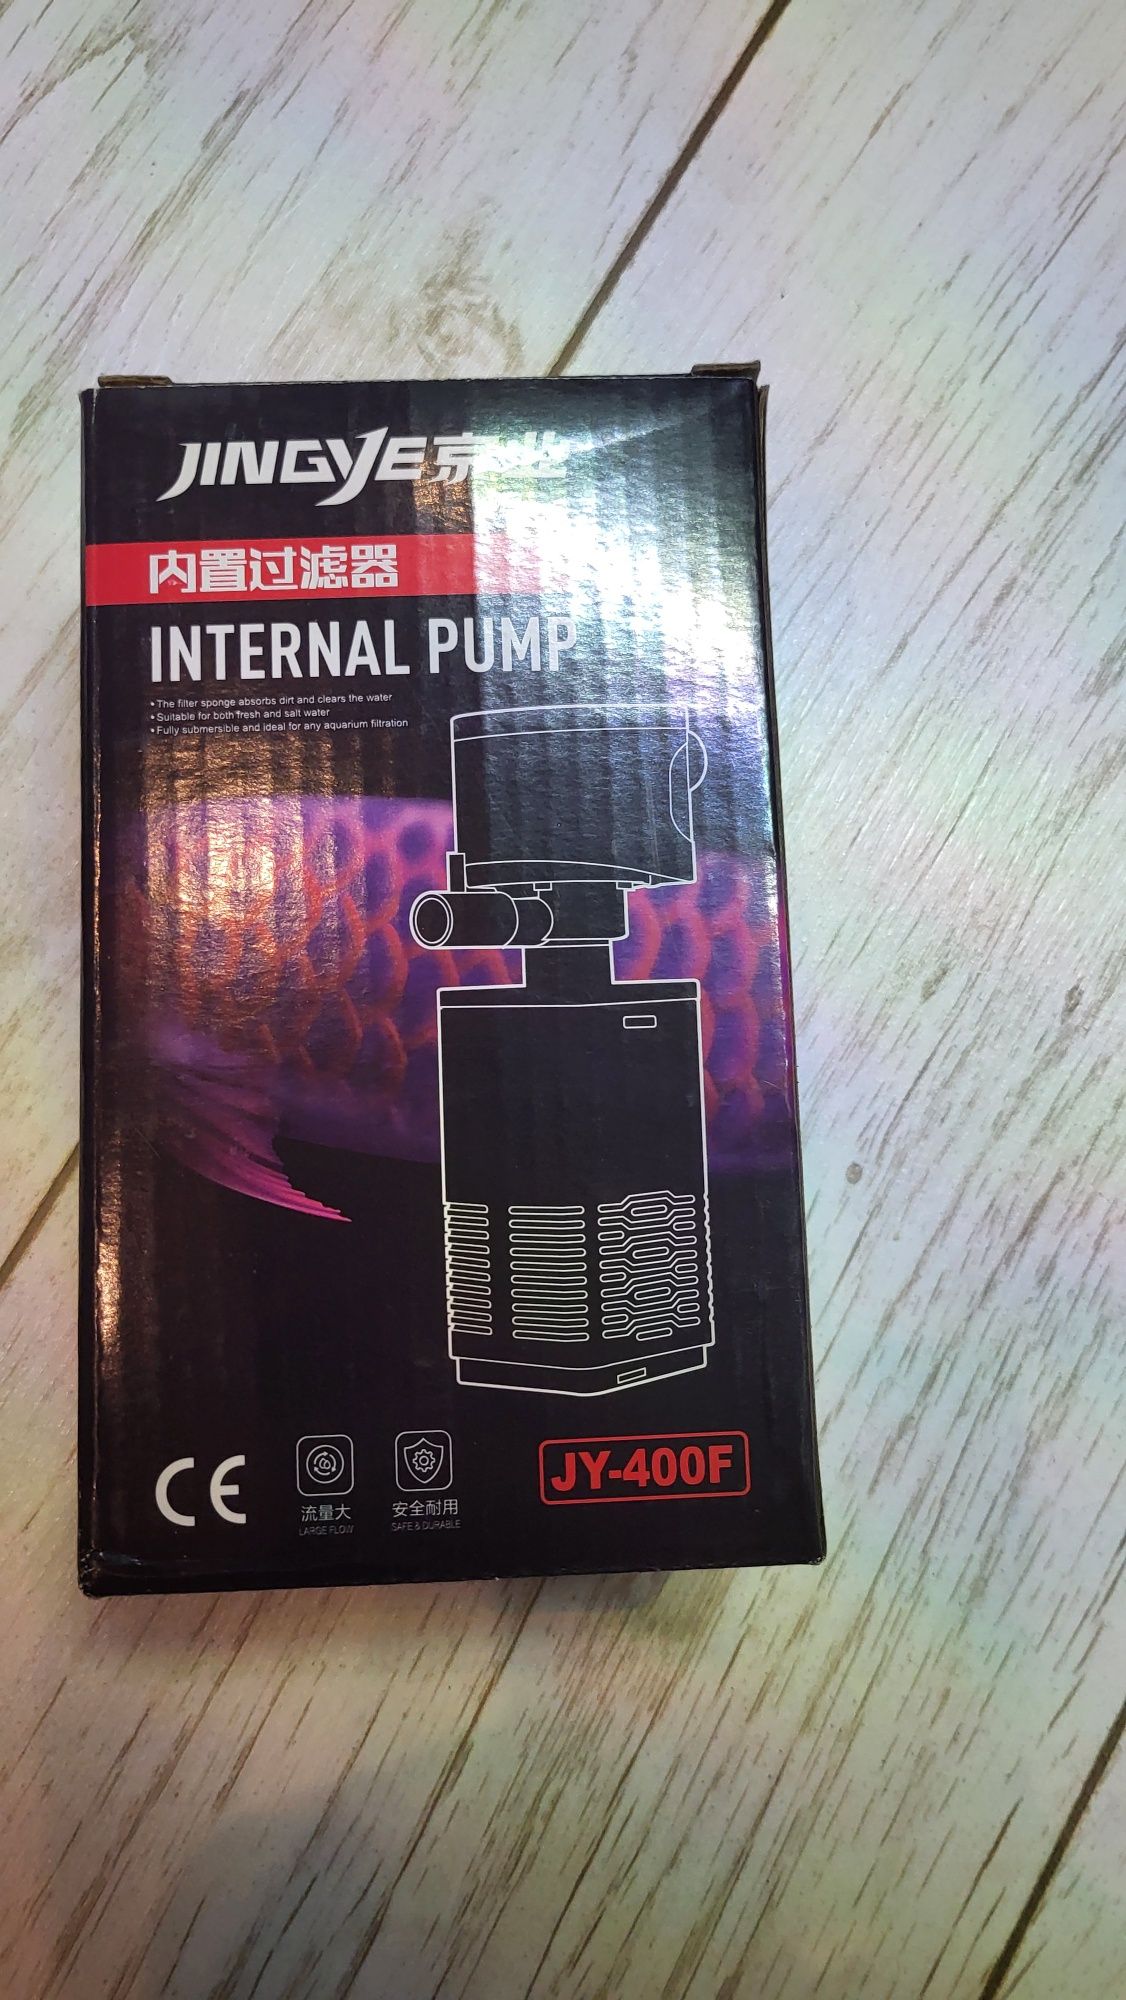 JINGYE京业
内置过滤器
INTERNAL PUMP
• The filter sponge absorbs dirt and clears the water
• Suitable for both fresh and salt water
• Fully submersible and ideal for any aquarium filtration
CE
流量大
LARGE FLOW
安全耐用
SAFE & DURABLE
JY-400F